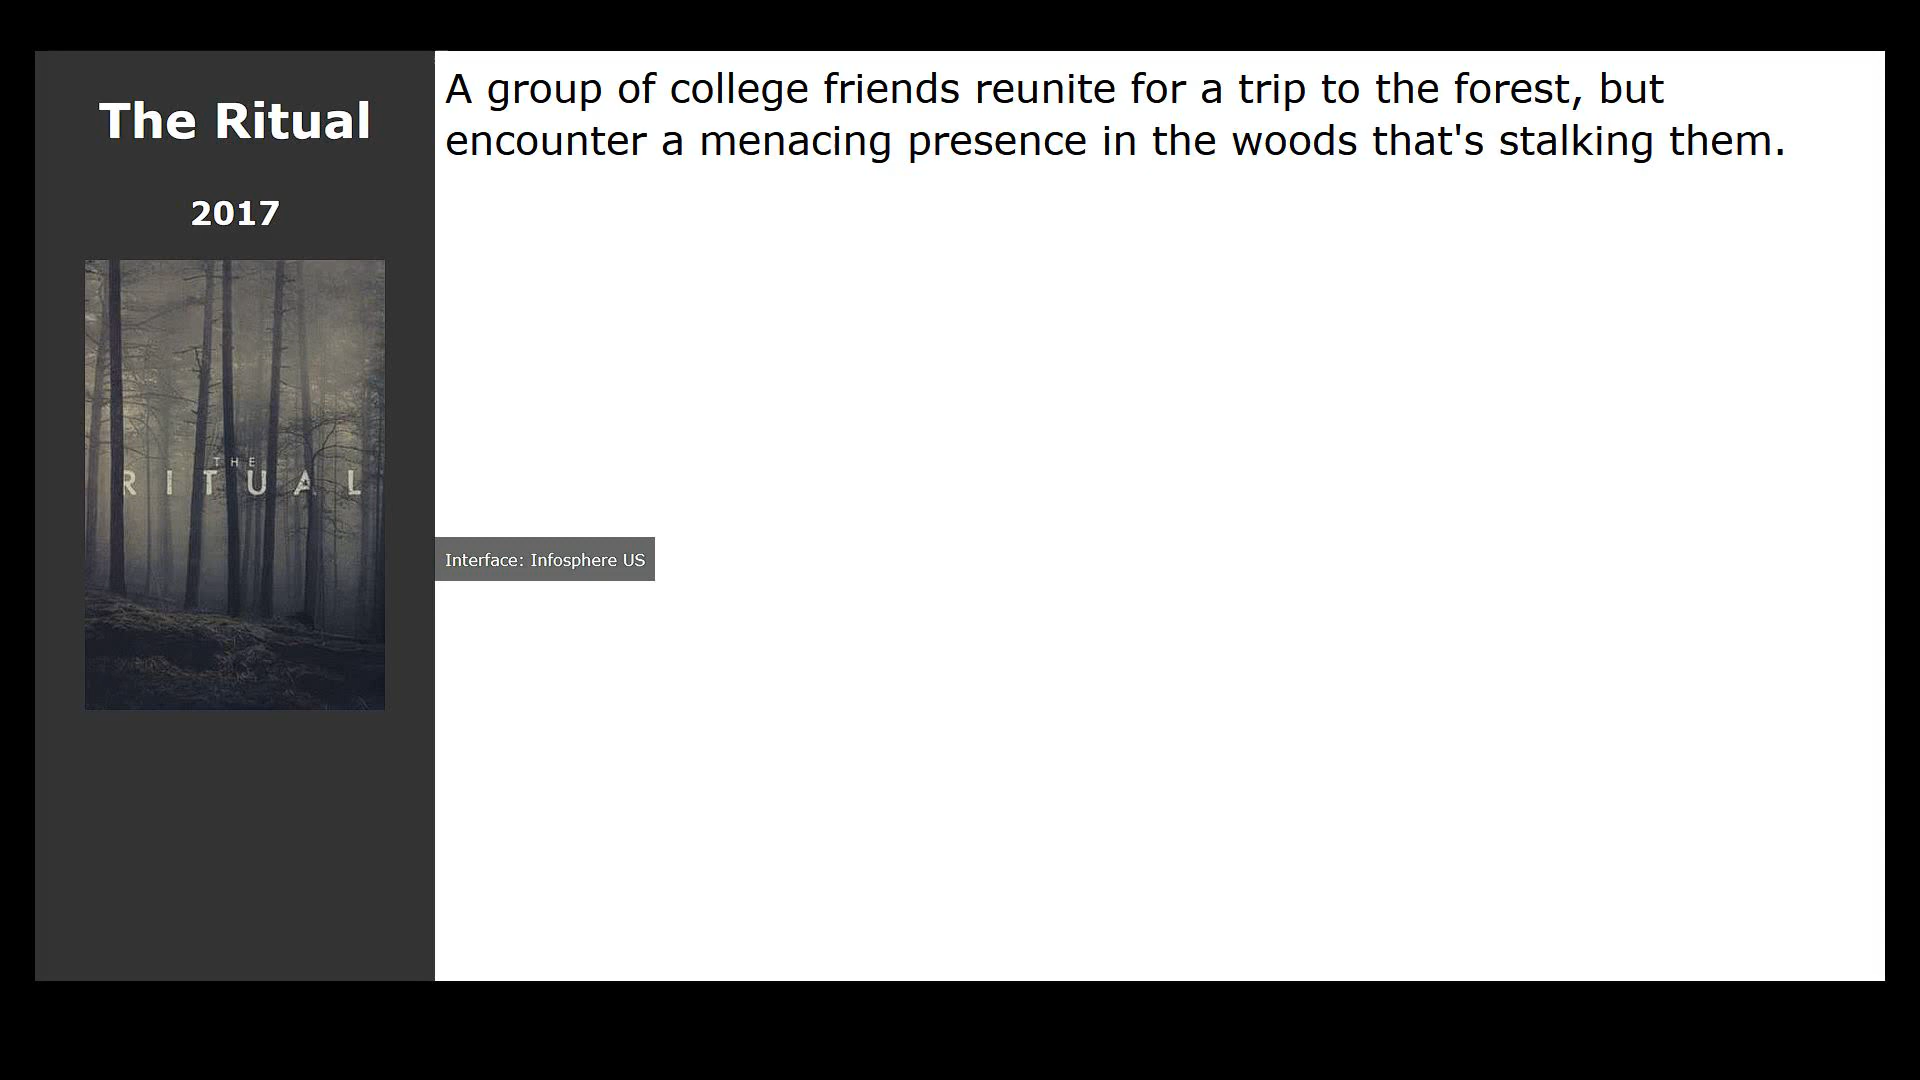 The Ritual
2017
THE
RITUAL
A group of college friends reunite for a trip to the forest, but
encounter a menacing presence in the woods that's stalking them.
Interface: Infosphere US